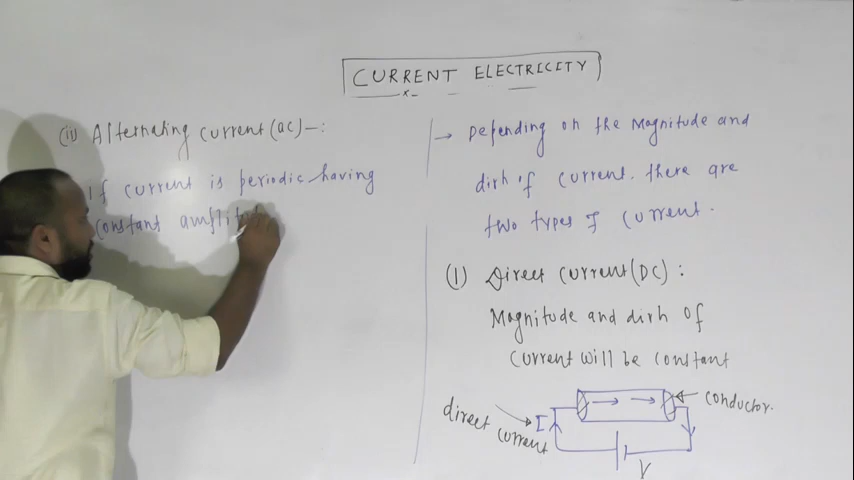 CURRENT ELECTRICITY
(ii) Alternating current (ac) -:
If current is periodic having
constant amplit
→ Depending on the Magnitude and
dirn of current. there are
two types of current.
(1) Direct current (DC) :
Magnitude and dirn of
current will be constant
conductor.
direct current
I
V